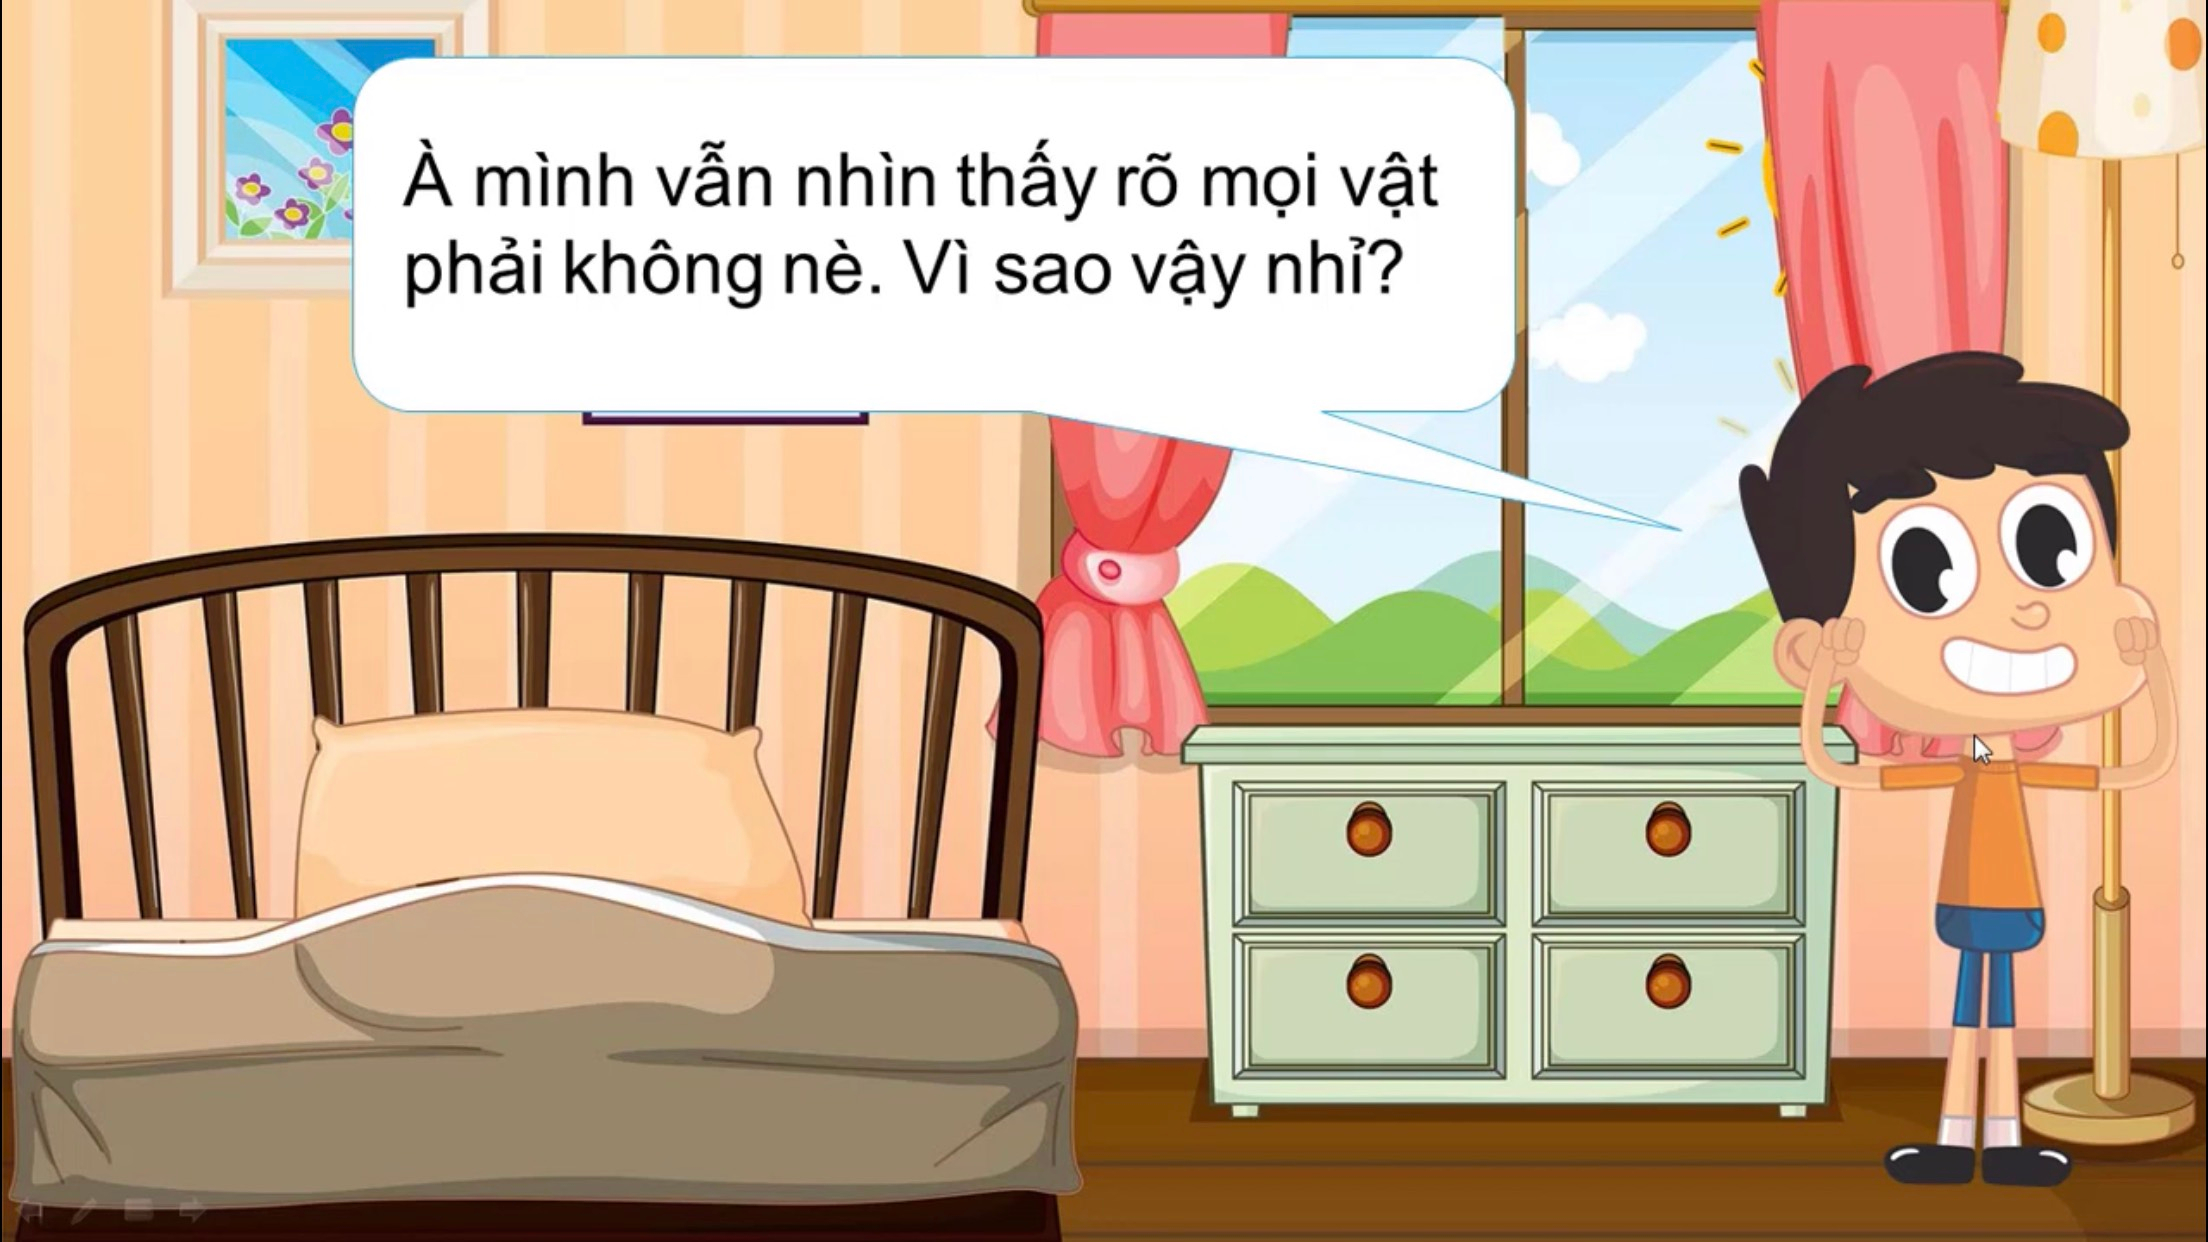 À mình vẫn nhìn thấy rõ mọi vật
phải không nè. Vì sao vậy nhỉ?